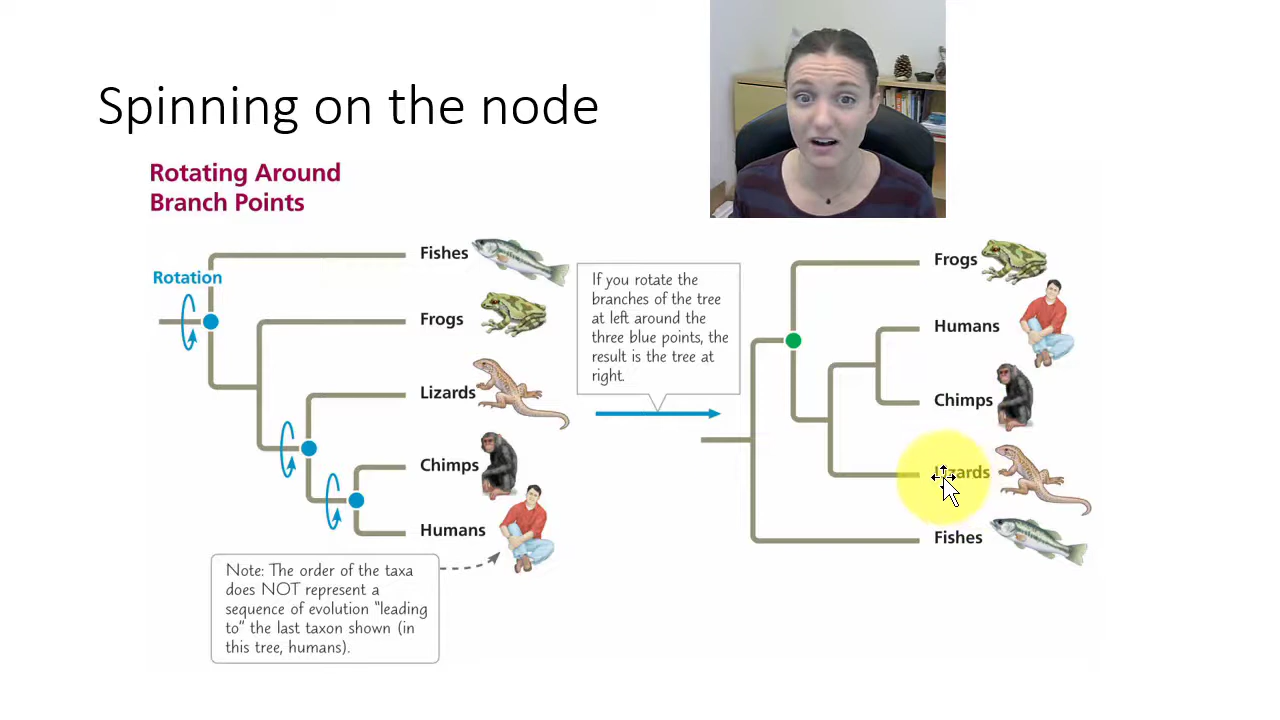 Spinning on the node
Rotating Around
Branch Points
Rotation
Fishes
Frogs
Lizards
Chimps
Humans
Note: The order of the taxa
does NOT represent a
sequence of evolution "leading
to" the last taxon shown (in
this tree, humans).
If you rotate the
branches of the tree
at left around the
three blue points, the
result is the tree at
right.
Frogs
Humans
Chimps
Lizards
Fishes